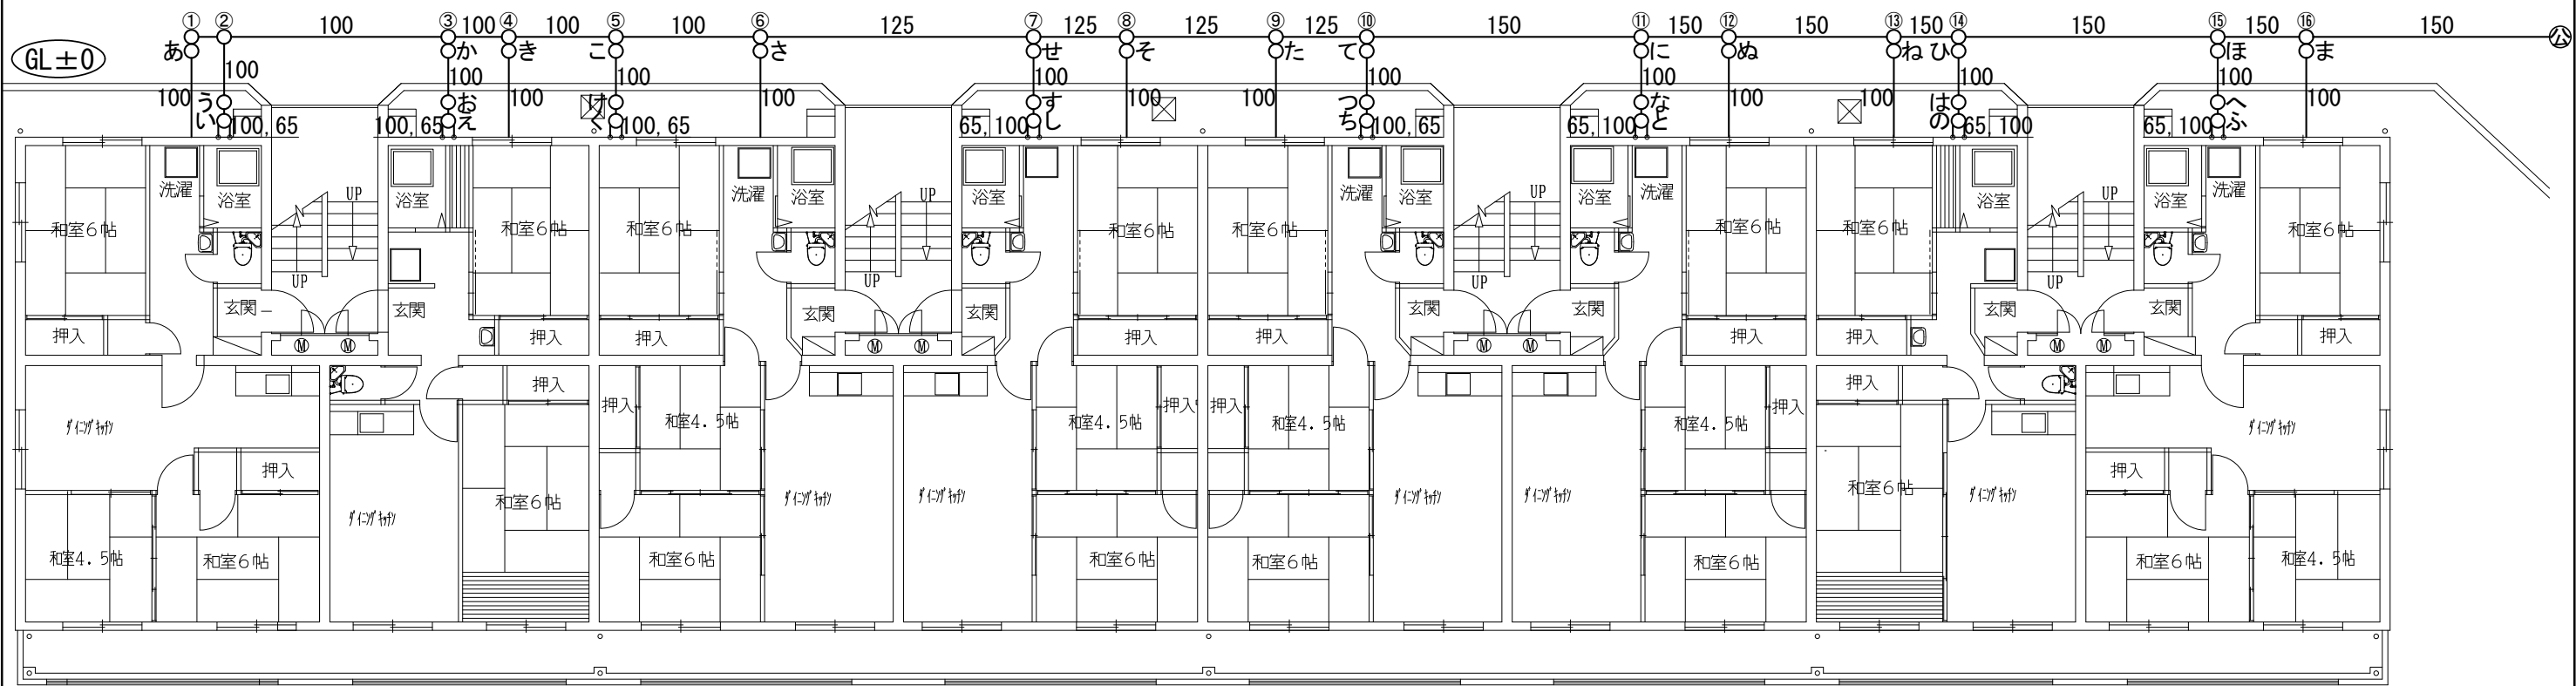 ① ② 100 ③ 100 ④ 100 ⑤ 100 ⑥ 125 ⑦ 125 ⑧ 125 ⑨ 125 ⑩ 150 ⑪ 150 ⑫ 150 ⑬ 150 ⑭ 150 ⑮ 150 ⑯ 150 公
GL±0 あ か き こ さ せ そ た て に ぬ ね ひ ほ ま
100 100 100 100 100 100 100
100 うい おえ 100 けく 100 すし 100 100 つち なと 100 100 はの へふ 100
100,65 100,65 100,65 65,100 100,65 65,100 65,100 65,100
洗濯 浴室 UP 浴室 洗濯 浴室 UP 浴室 洗濯 浴室 UP 浴室 洗濯 浴室 UP 浴室 洗濯
和室6帖 和室6帖 和室6帖 和室6帖 和室6帖 和室6帖 和室6帖 和室6帖
UP UP UP UP
玄関 玄関 玄関 玄関 玄関 玄関 玄関 玄関
押入 M M 押入 押入 M M 押入 押入 M M 押入 押入 M M 押入
押入 押入
押入 和室4.5帖 和室4.5帖 押入 押入 和室4.5帖 和室4.5帖 押入
ダイニングキッチン ダイニングキッチン
押入 押入
ダイニングキッチン 和室6帖 ダイニングキッチン ダイニングキッチン ダイニングキッチン ダイニングキッチン 和室6帖 ダイニングキッチン
和室4.5帖 和室6帖 和室6帖 和室6帖 和室6帖 和室6帖 和室6帖 和室4.5帖